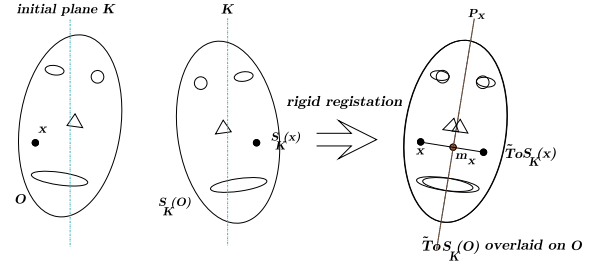 initial plane K
K
P_x
rigid registation
x
S_K(x)
x
m_x
T̃oS_K(x)
O
S_K(O)
T̃oS_K(O) overlaid on O